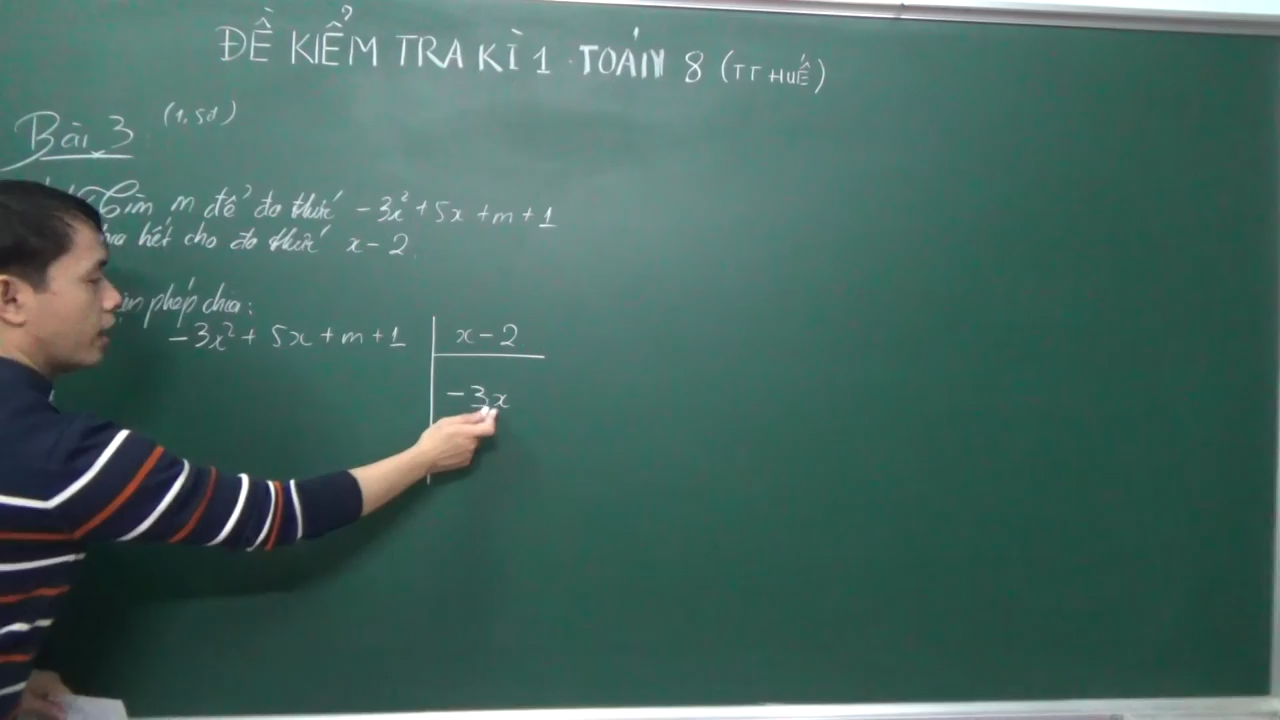 ĐỀ KIỂM TRA KÌ 1. TOÁN 8 (TT HUẾ)
Bài 3 (1,5đ)
Tìm m để đa thức -3x² + 5x + m + 1
hết cho đa thức x - 2.
phép chia:
-3x² + 5x + m + 1 x - 2
-3x